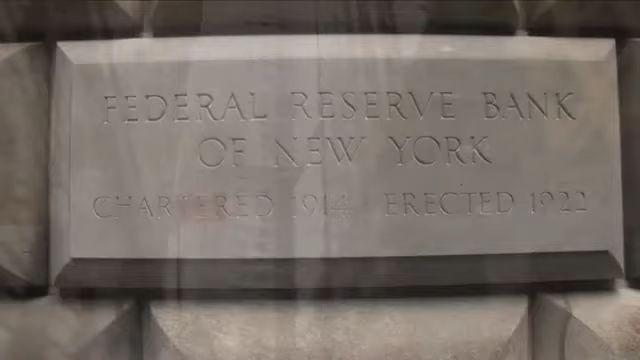 FEDERAL RESERVE BANK
OF NEW YORK
CHARTERED 1914 ERECTED 1922